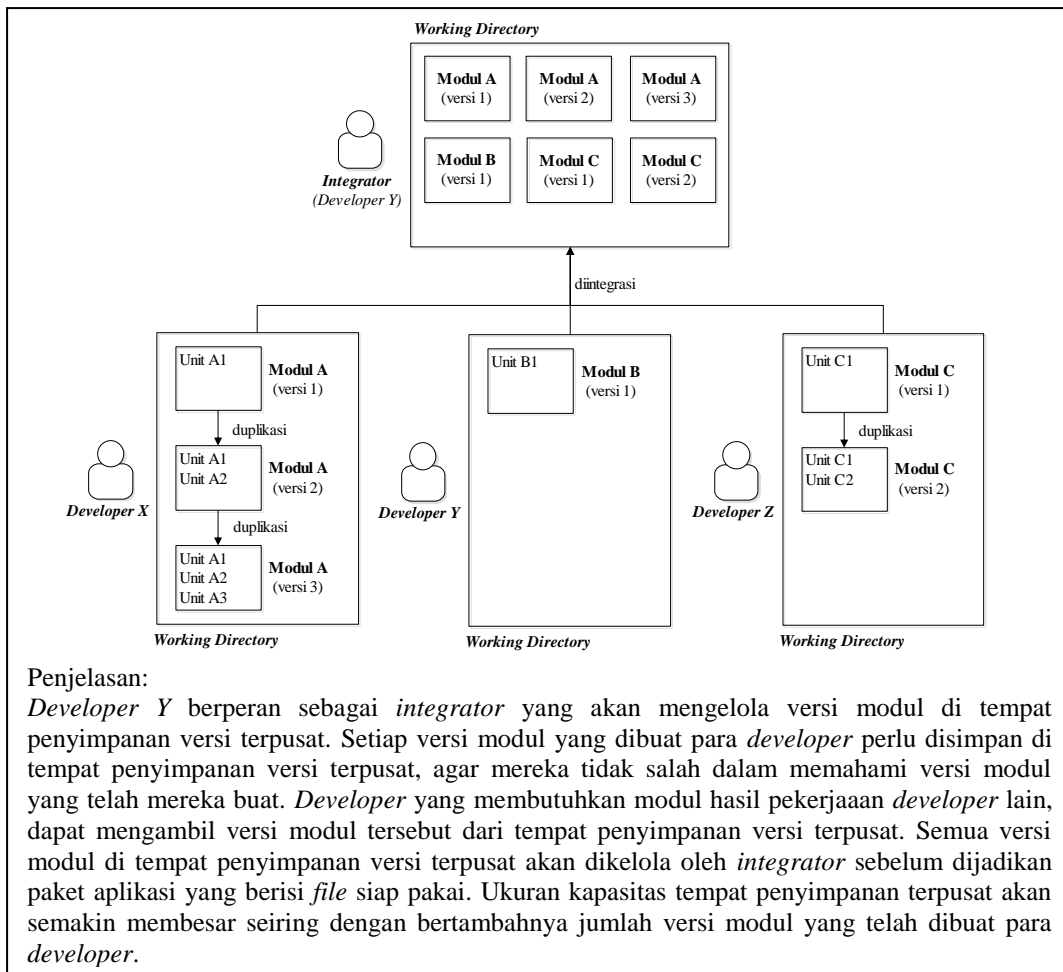 Working Directory
Modul A
(versi 1)
Modul A
(versi 2)
Modul A
(versi 3)
Modul B
(versi 1)
Modul C
(versi 1)
Modul C
(versi 2)
Integrator
(Developer Y)
diintegrasi
Unit A1
Modul A
(versi 1)
duplikasi
Unit A1
Unit A2
Modul A
(versi 2)
duplikasi
Unit A1
Unit A2
Unit A3
Modul A
(versi 3)
Developer X
Working Directory
Unit B1
Modul B
(versi 1)
Developer Y
Working Directory
Unit C1
Modul C
(versi 1)
duplikasi
Unit C1
Unit C2
Modul C
(versi 2)
Developer Z
Working Directory
Penjelasan:
Developer Y berperan sebagai integrator yang akan mengelola versi modul di tempat
penyimpanan versi terpusat. Setiap versi modul yang dibuat para developer perlu disimpan di
tempat penyimpanan versi terpusat, agar mereka tidak salah dalam memahami versi modul
yang telah mereka buat. Developer yang membutuhkan modul hasil pekerjaaan developer lain,
dapat mengambil versi modul tersebut dari tempat penyimpanan versi terpusat. Semua versi
modul di tempat penyimpanan versi terpusat akan dikelola oleh integrator sebelum dijadikan
paket aplikasi yang berisi file siap pakai. Ukuran kapasitas tempat penyimpanan terpusat akan
semakin membesar seiring dengan bertambahnya jumlah versi modul yang telah dibuat para
developer.